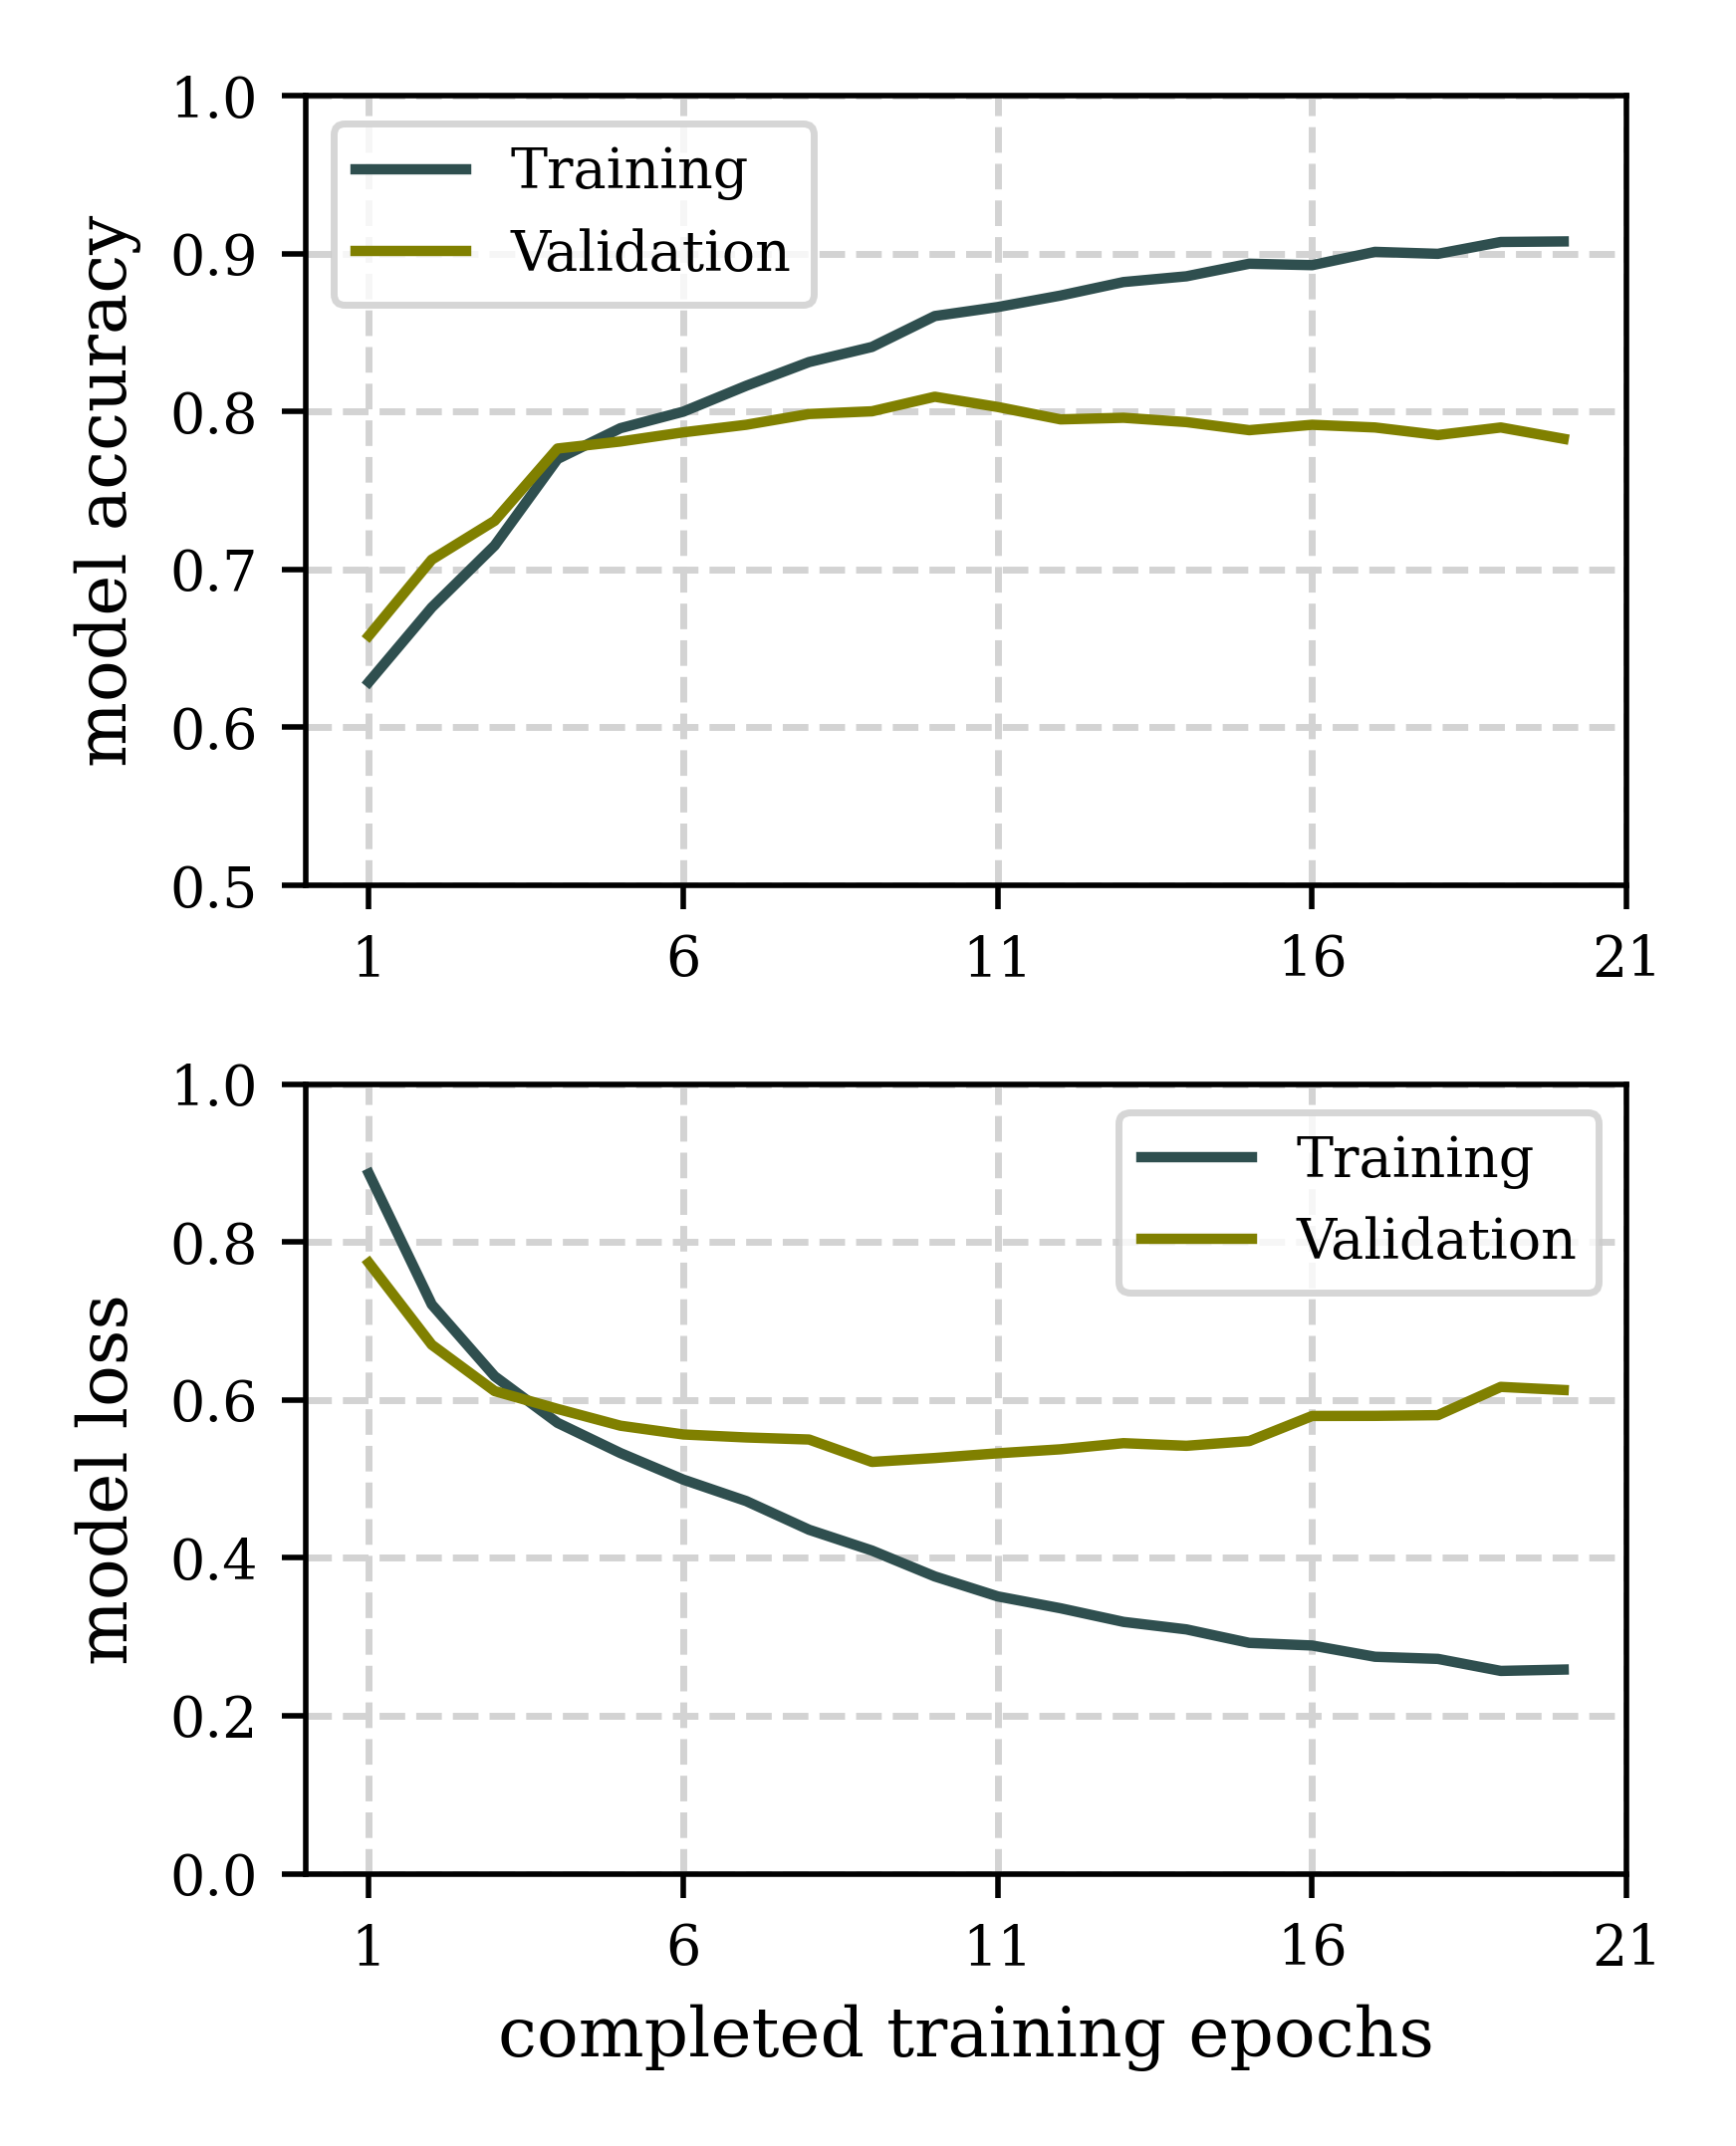 1.0
0.9
0.8
0.7
0.6
0.5
model accuracy
Training
Validation
1 6 11 16 21
1.0
0.8
0.6
0.4
0.2
0.0
model loss
Training
Validation
1 6 11 16 21
completed training epochs